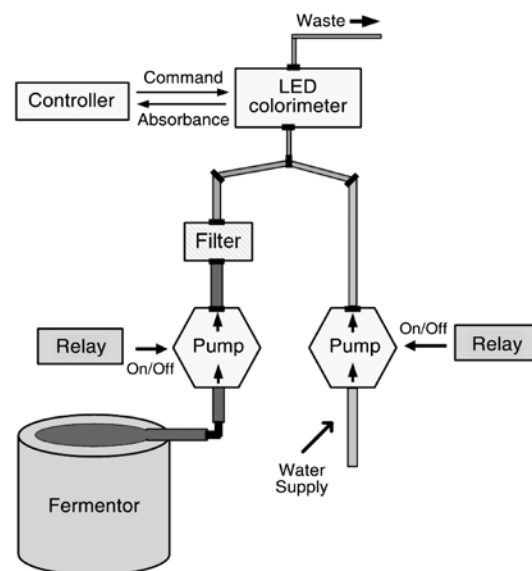 Waste
Command
Controller
Absorbance
LED
colorimeter
Filter
Relay
On/Off
Pump
Pump
On/Off
Relay
Water
Supply
Fermentor